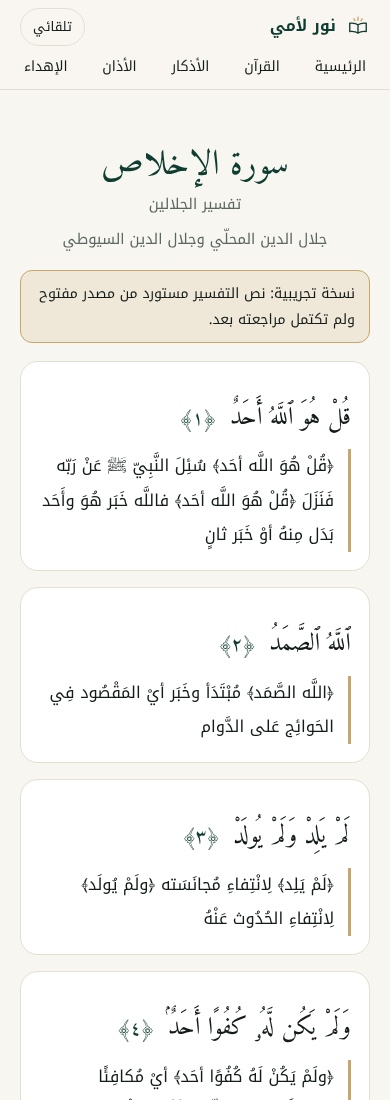 نور لأمي
تلقائي
الرئيسية القرآن الأذكار الأذان الإهداء
سورة الإخلاص
تفسير الجلالين
جلال الدين المحلّي وجلال الدين السيوطي
نسخة تجريبية: نص التفسير مستورد من مصدر مفتوح
ولم تكتمل مراجعته بعد.
قُلْ هُوَ ٱللَّهُ أَحَدٌ ﴿١﴾
﴿قُلْ هُوَ اللَّه أحَد﴾ سُئِلَ النَّبِيّ ﷺ عَنْ رَبّه
فَنَزَلَ ﴿قُلْ هُوَ اللَّه أحَد﴾ فاللَّه خَبَر هُوَ وأَحَد
بَدَل مِنهُ أوْ خَبَر ثانٍ
ٱللَّهُ ٱلصَّمَدُ ﴿٢﴾
﴿اللَّه الصَّمَد﴾ مُبْتَدَأ وخَبَر أيْ المَقْصُود فِي
الحَوائِج عَلى الدَّوام
لَمْ يَلِدْ وَلَمْ يُولَدْ ﴿٣﴾
﴿لَمْ يَلِد﴾ لِانْتِفاءِ مُجانَسَته ﴿ولَمْ يُولَد﴾
لِانْتِفاءِ الحُدُوث عَنْهُ
وَلَمْ يَكُن لَّهُۥ كُفُوًا أَحَدٌۢ ﴿٤﴾
﴿ولَمْ يَكُنْ لَهُ كُفُوًا أحَد﴾ أيْ مُكافِئًا